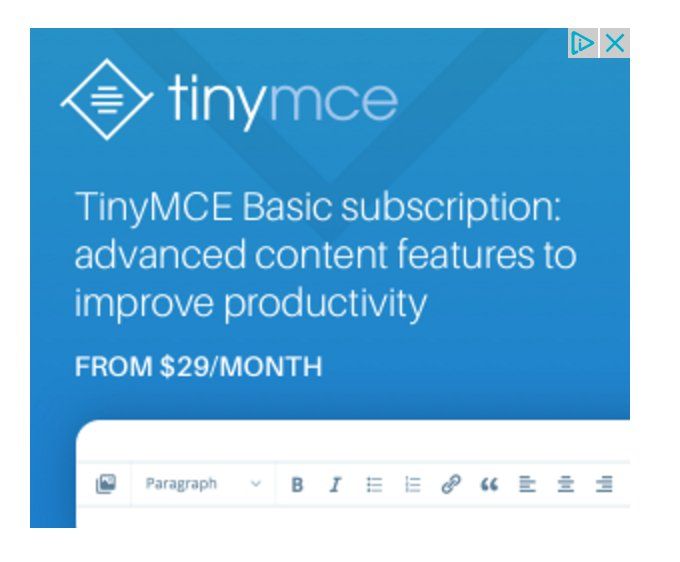 tinymce
TinyMCE Basic subscription:
advanced content features to
improve productivity
FROM $29/MONTH
Paragraph B I